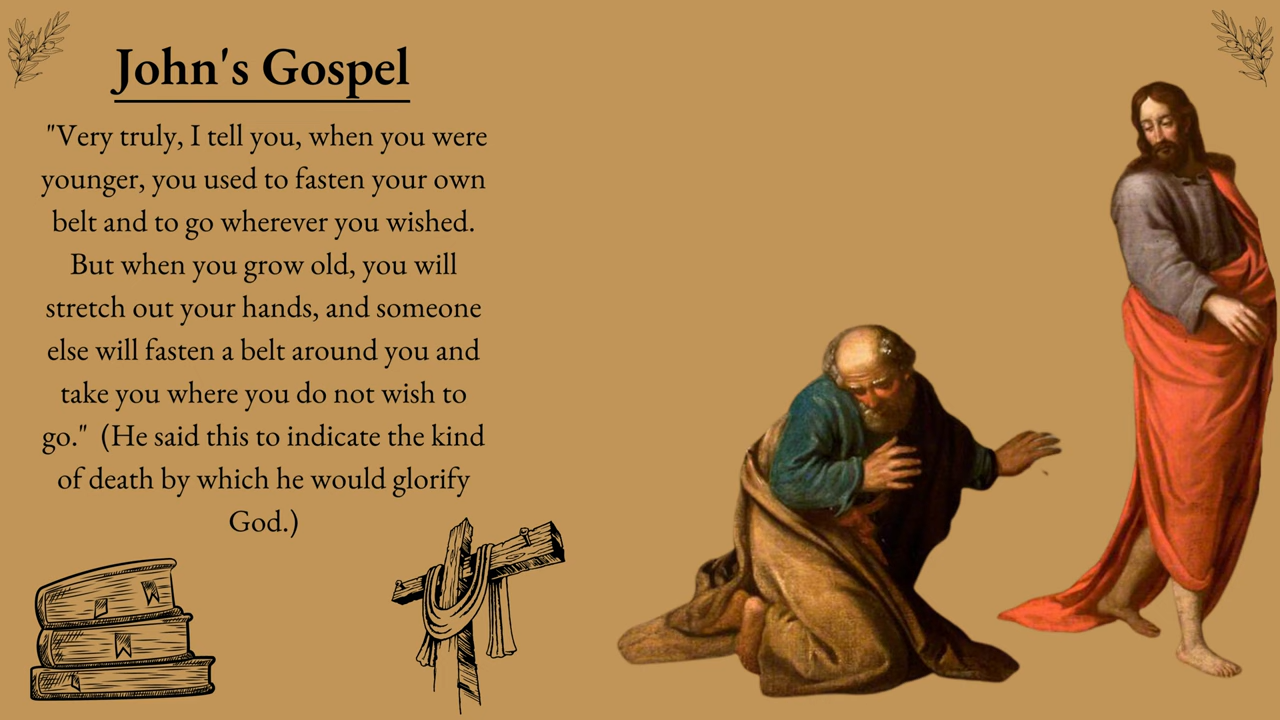 John's Gospel
"Very truly, I tell you, when you were
younger, you used to fasten your own
belt and to go wherever you wished.
But when you grow old, you will
stretch out your hands, and someone
else will fasten a belt around you and
take you where you do not wish to
go."  (He said this to indicate the kind
of death by which he would glorify
God.)